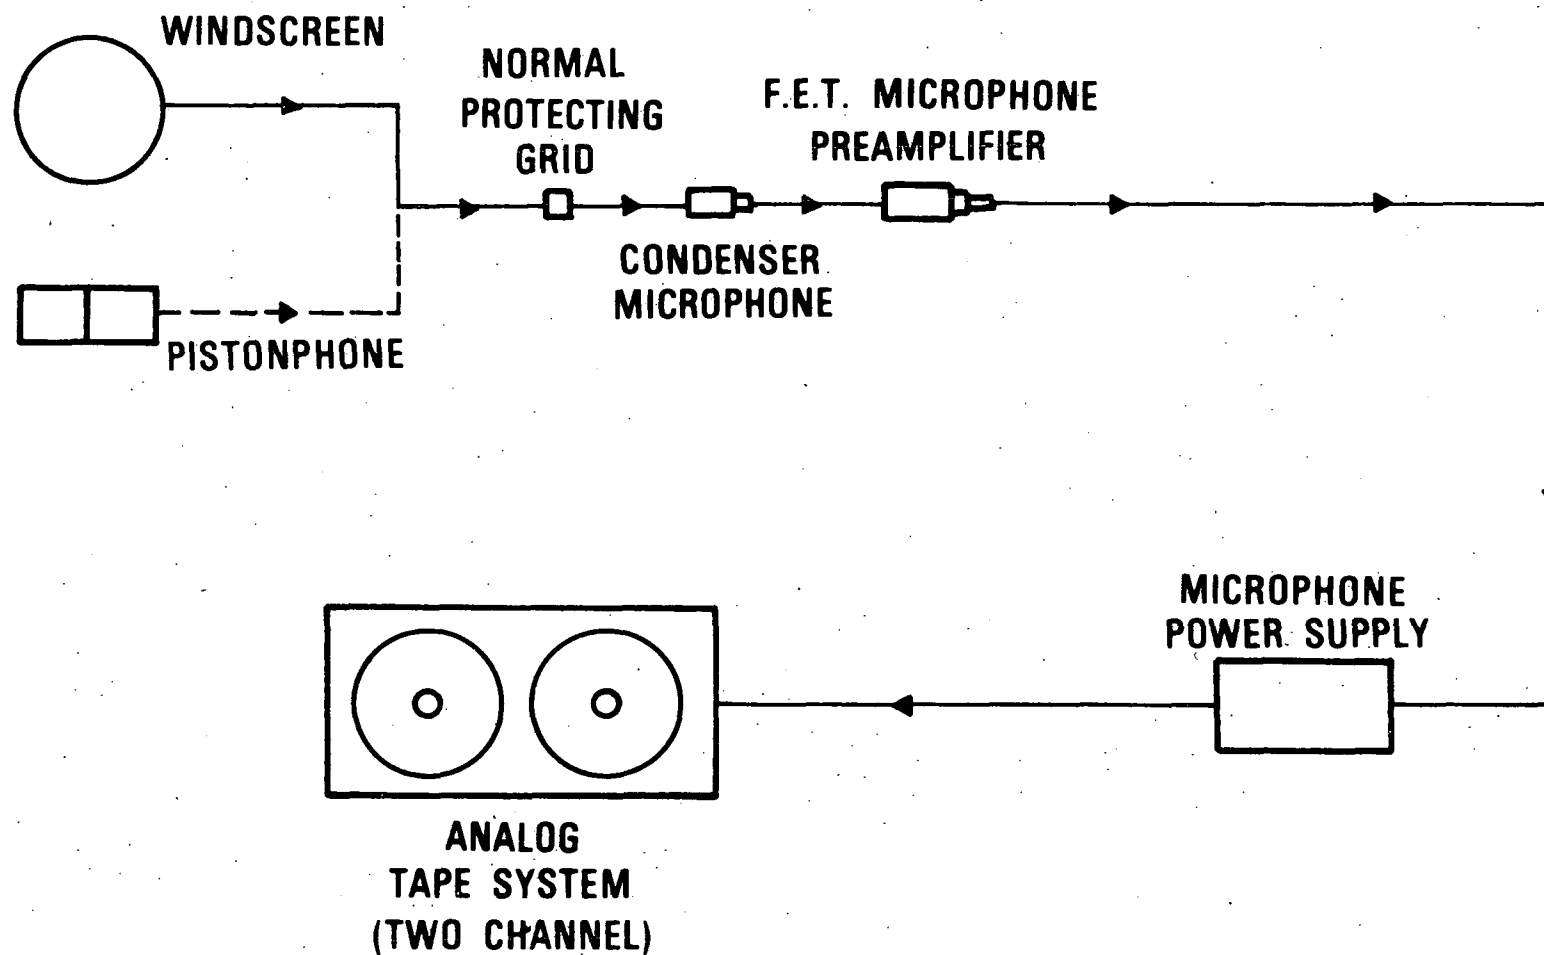 WINDSCREEN
NORMAL
PROTECTING
GRID
F.E.T. MICROPHONE
PREAMPLIFIER
CONDENSER
MICROPHONE
PISTONPHONE
MICROPHONE
POWER SUPPLY
ANALOG
TAPE SYSTEM
(TWO CHANNEL)